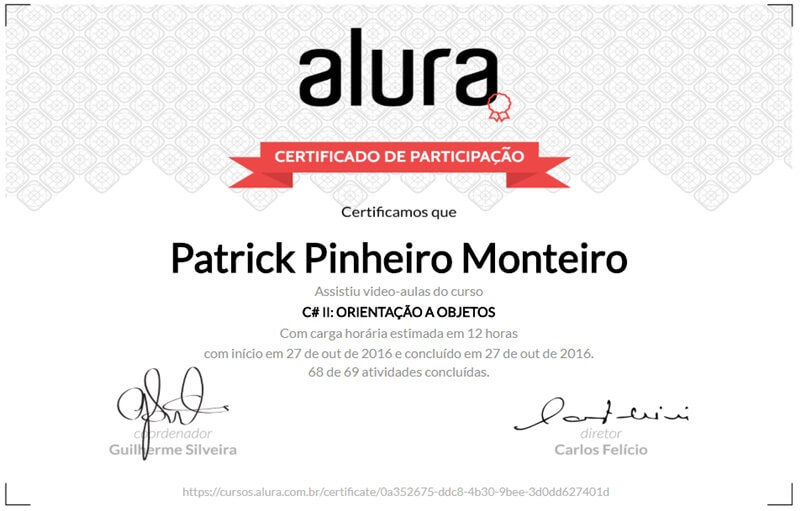 alura
CERTIFICADO DE PARTICIPAÇÃO
Certificamos que
Patrick Pinheiro Monteiro
Assistiu video-aulas do curso
C# II: ORIENTAÇÃO A OBJETOS
Com carga horária estimada em 12 horas
com início em 27 de out de 2016 e concluído em 27 de out de 2016.
68 de 69 atividades concluídas.
coordenador
Guilherme Silveira
diretor
Carlos Felício
https://cursos.alura.com.br/certificate/0a352675-ddc8-4b30-9bee-3d0dd627401d